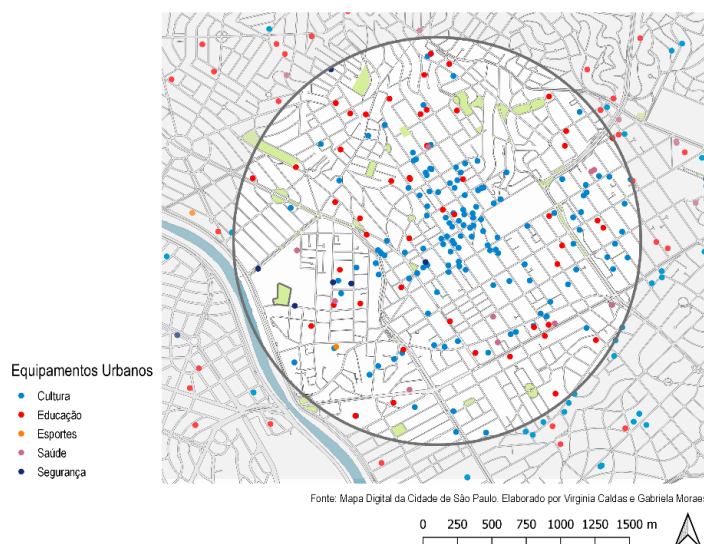 Equipamentos Urbanos
Cultura
Educação
Esportes
Saúde
Segurança
Fonte: Mapa Digital da Cidade de São Paulo. Elaborado por Virginia Caldas e Gabriela Moraes
0 250 500 750 1000 1250 1500 m